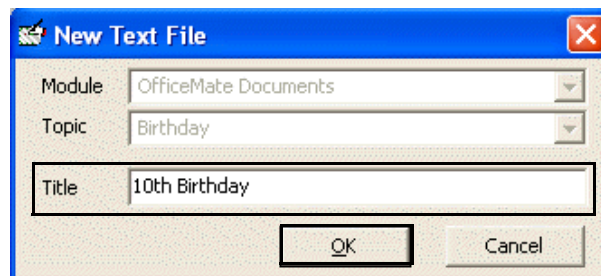 New Text File
Module OfficeMate Documents
Topic Birthday
Title 10th Birthday
OK Cancel